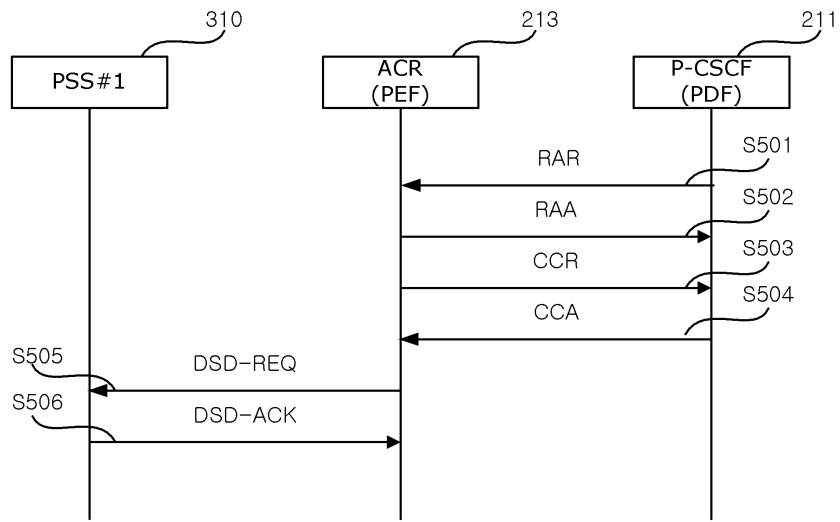 310
213
211
PSS#1
ACR
(PEF)
P-CSCF
(PDF)
RAR
S501
RAA
S502
CCR
S503
CCA
S504
S505
DSD-REQ
S506
DSD-ACK